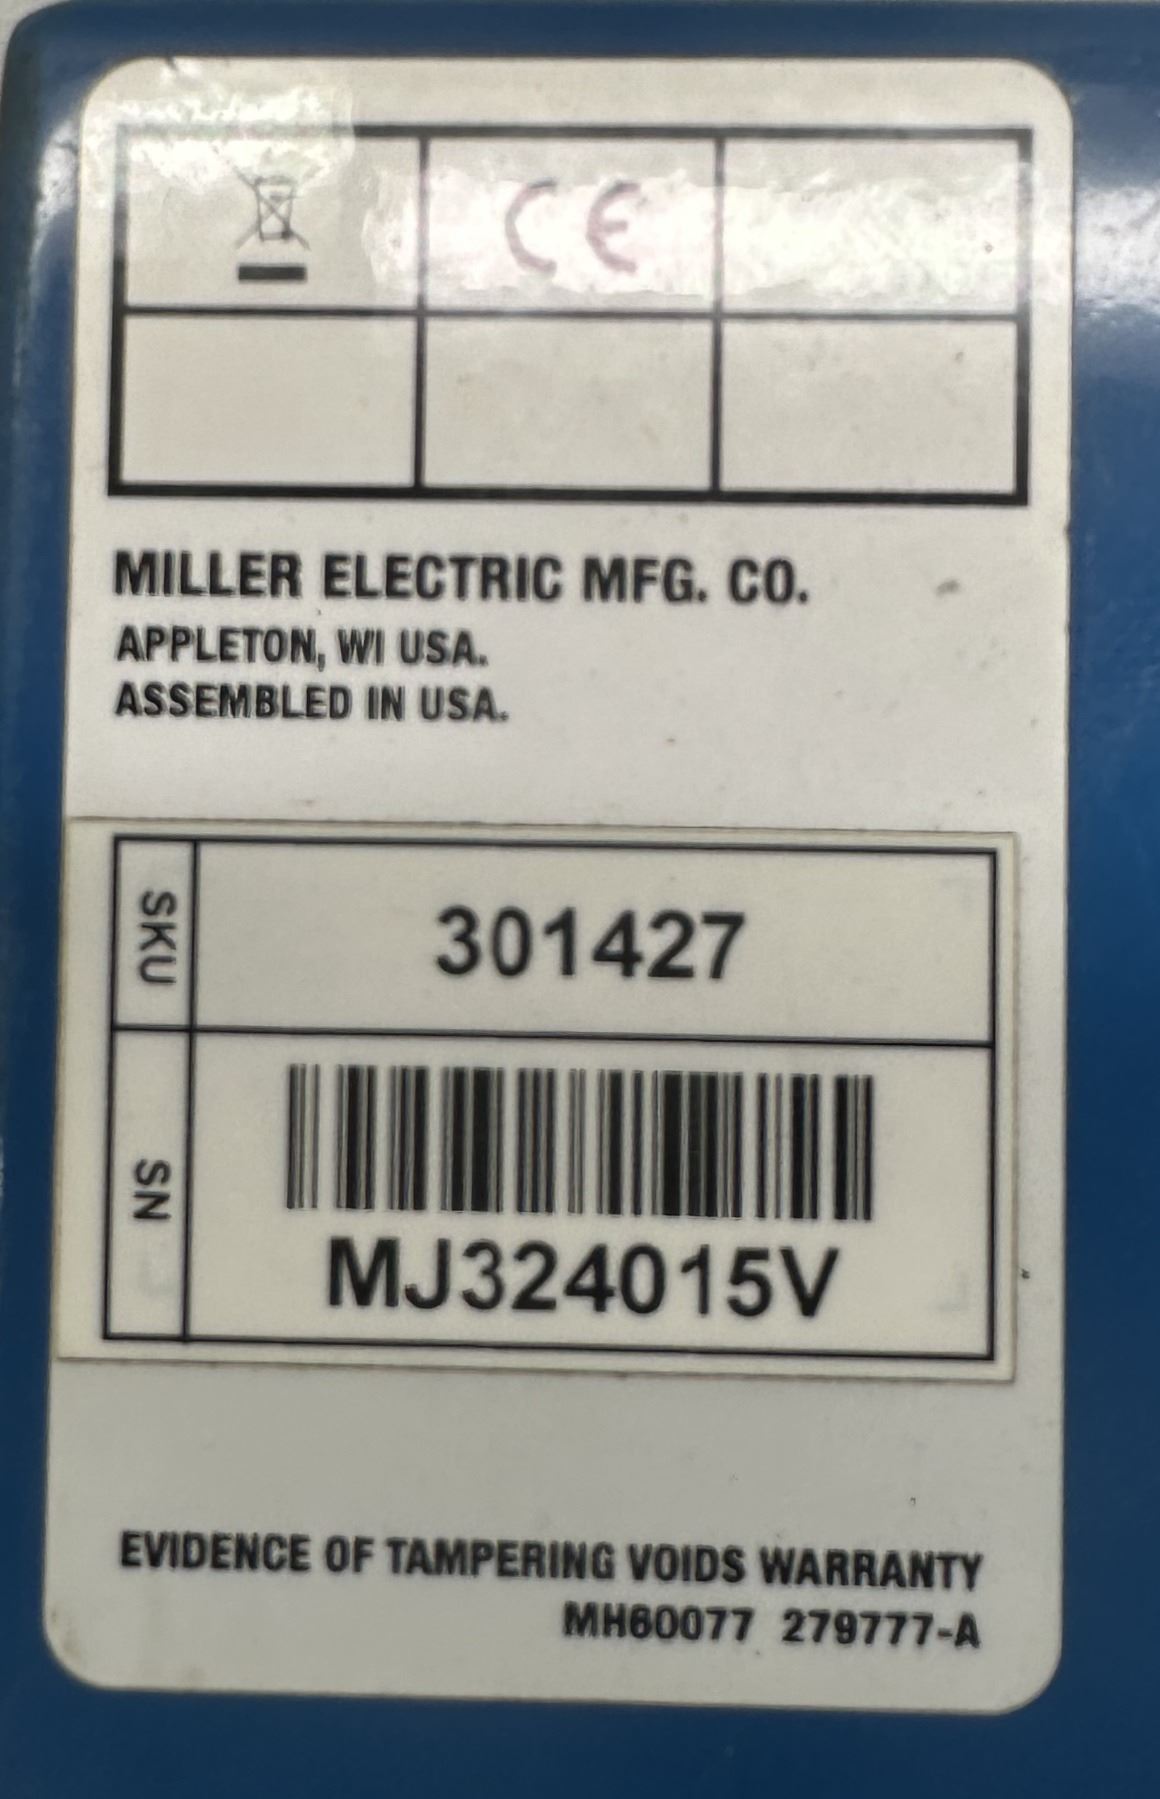 CE
MILLER ELECTRIC MFG. CO.
APPLETON, WI USA.
ASSEMBLED IN USA.
SKU 301427
SN MJ324015V
EVIDENCE OF TAMPERING VOIDS WARRANTY
MH60077 279777-A